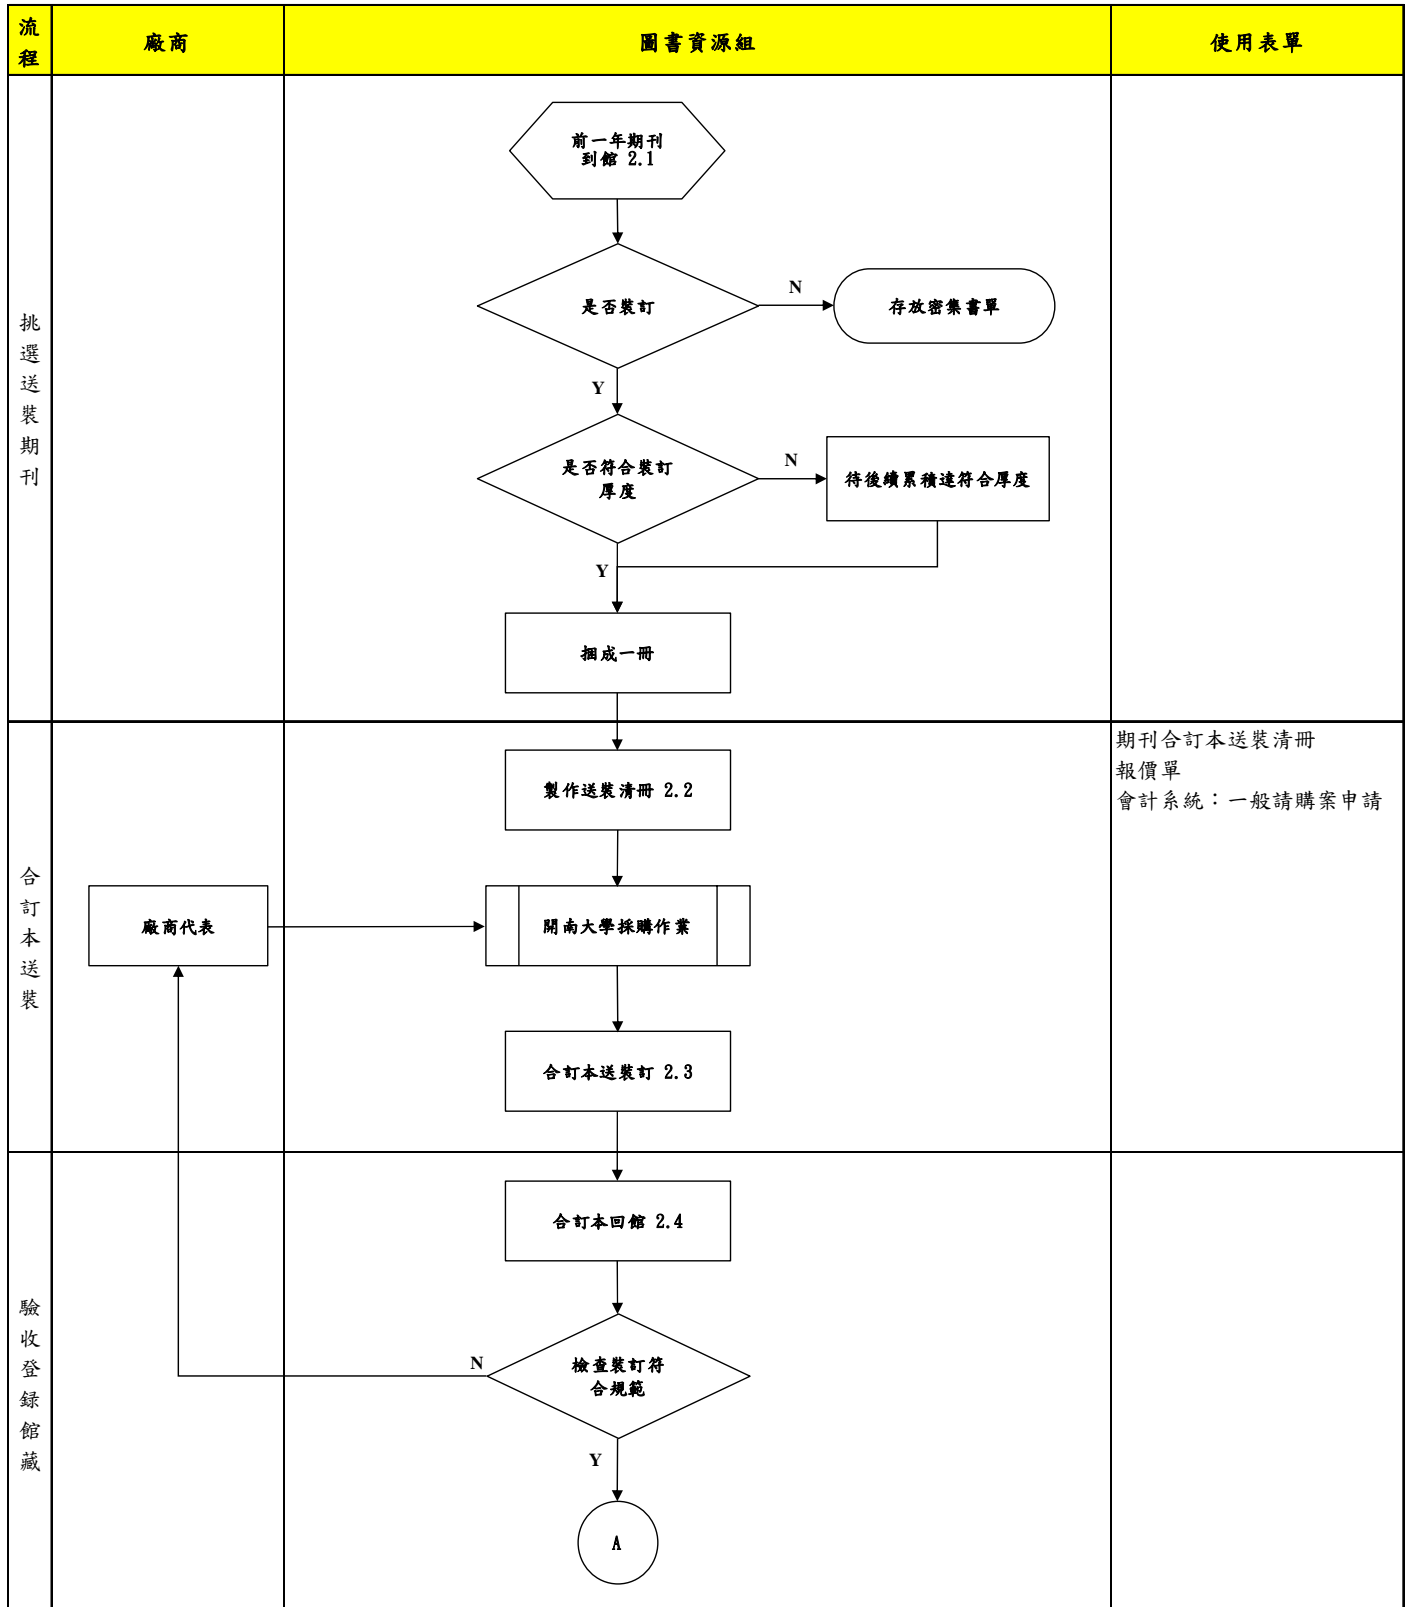 流
程
廠商
圖書資源組
使用表單
挑
選
送
裝
期
刊
前一年期刊
到館 2.1
是否裝訂
N
存放密集書單
Y
是否符合裝訂
厚度
N
待後續累積達符合厚度
Y
捆成一冊
合
訂
本
送
裝
製作送裝清冊 2.2
期刊合訂本送裝清冊
報價單
會計系統：一般請購案申請
廠商代表
開南大學採購作業
合訂本送裝訂 2.3
驗
收
登
錄
館
藏
合訂本回館 2.4
檢查裝訂符
合規範
N
Y
A